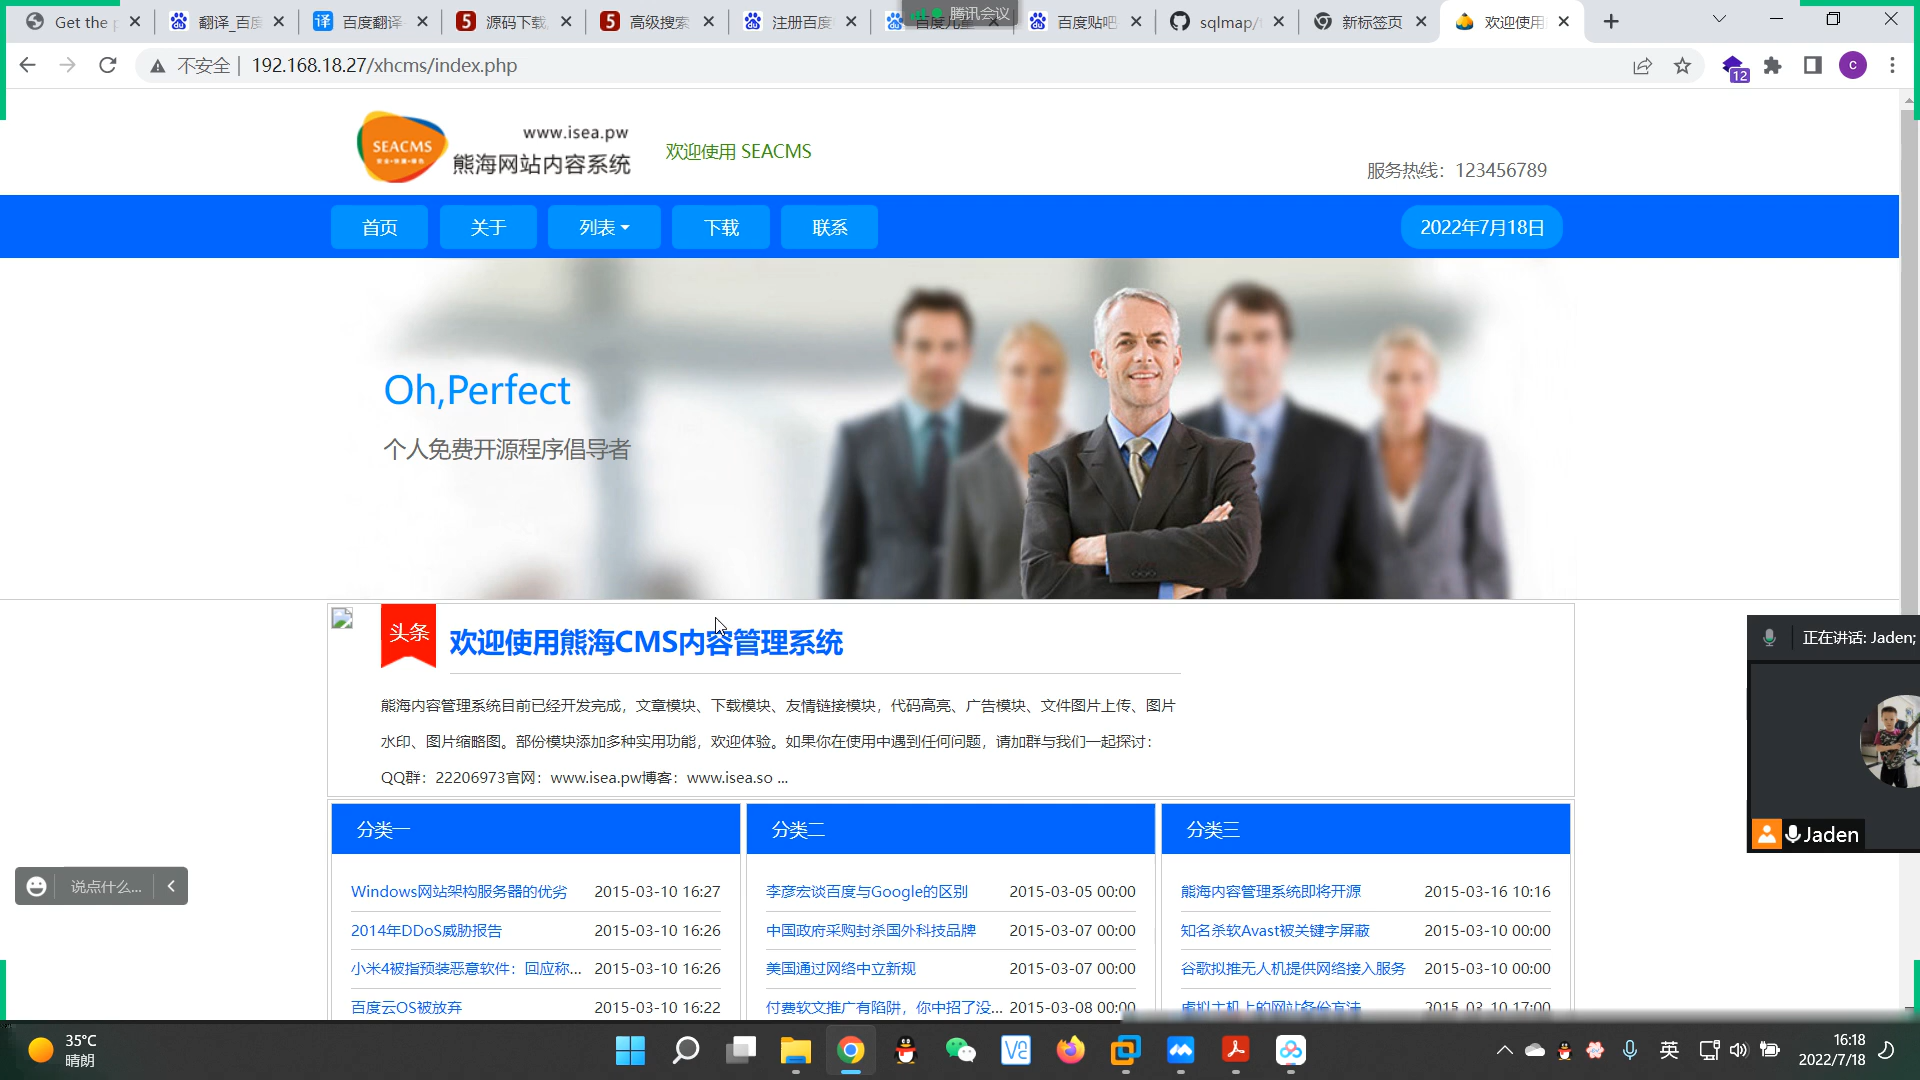 Get the p
翻译_百度
百度翻译
源码下载
高级搜索
注册百度
腾讯会议
百度贴吧
sqlmap/
新标签页
欢迎使用
不安全 192.168.18.27/xhcms/index.php
12
c
SEACMS
www.isea.pw
熊海网站内容系统
欢迎使用 SEACMS
服务热线：123456789
首页
关于
列表
下载
联系
2022年7月18日
Oh,Perfect
个人免费开源程序倡导者
头条
欢迎使用熊海CMS内容管理系统
熊海内容管理系统目前已经开发完成，文章模块、下载模块、友情链接模块，代码高亮、广告模块、文件图片上传、图片
水印、图片缩略图。部份模块添加多种实用功能，欢迎体验。如果你在使用中遇到任何问题，请加群与我们一起探讨：
QQ群：22206973官网：www.isea.pw博客：www.isea.so ...
正在讲话: Jaden;
Jaden
分类一
Windows网站架构服务器的优劣 2015-03-10 16:27
2014年DDoS威胁报告 2015-03-10 16:26
小米4被指预装恶意软件：回应称... 2015-03-10 16:26
百度云OS被放弃 2015-03-10 16:22
分类二
李彦宏谈百度与Google的区别 2015-03-05 00:00
中国政府采购封杀国外科技品牌 2015-03-07 00:00
美国通过网络中立新规 2015-03-07 00:00
付费软文推广有陷阱，你中招了没... 2015-03-08 00:00
分类三
熊海内容管理系统即将开源 2015-03-16 10:16
知名杀软Avast被关键字屏蔽 2015-03-10 00:00
谷歌拟推无人机提供网络接入服务 2015-03-10 00:00
虚拟主机上的网站备份方法 2015-03-10 17:00
说点什么...
35°C
晴朗
英
16:18
2022/7/18